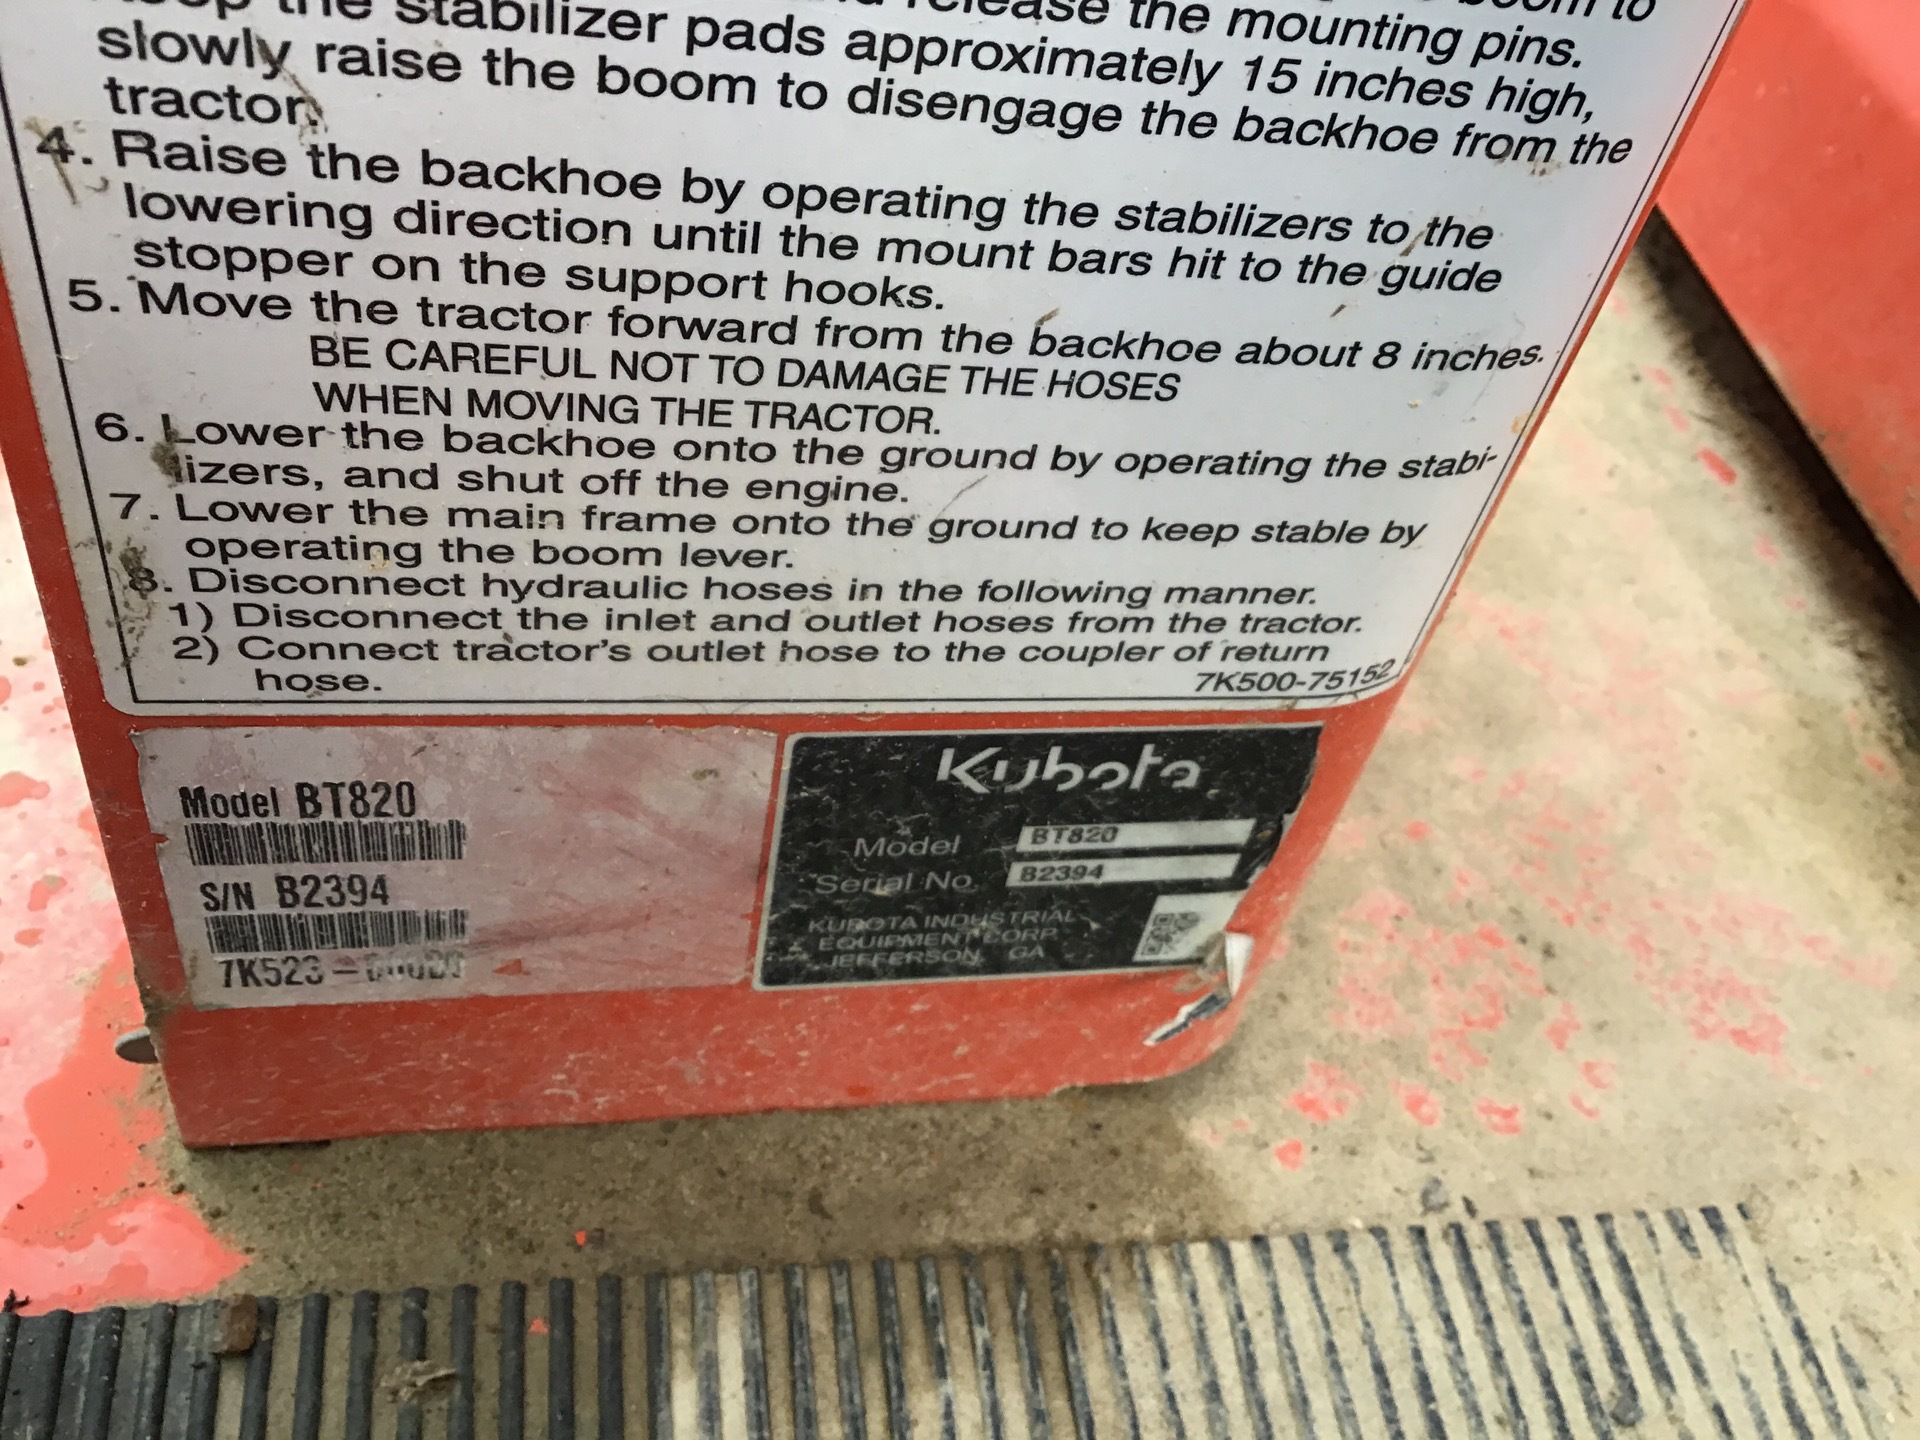 the stabilizer pads approximately 15 inches high,
release the mounting pins.
slowly raise the boom to disengage the backhoe from the
tractor.
4. Raise the backhoe by operating the stabilizers to the
lowering direction until the mount bars hit to the guide
stopper on the support hooks.
5. Move the tractor forward from the backhoe about 8 inches.
BE CAREFUL NOT TO DAMAGE THE HOSES
WHEN MOVING THE TRACTOR.
6. Lower the backhoe onto the ground by operating the stabi-
lizers, and shut off the engine.
7. Lower the main frame onto the ground to keep stable by
operating the boom lever.
8. Disconnect hydraulic hoses in the following manner.
1) Disconnect the inlet and outlet hoses from the tractor.
2) Connect tractor's outlet hose to the coupler of return
hose.
7K500-75152
Model BT820
S/N B2394
7K523
Kubota
Model BT820
Serial No. B2394
KUBOTA INDUSTRIAL
EQUIPMENT CORP.
JEFFERSON, GA